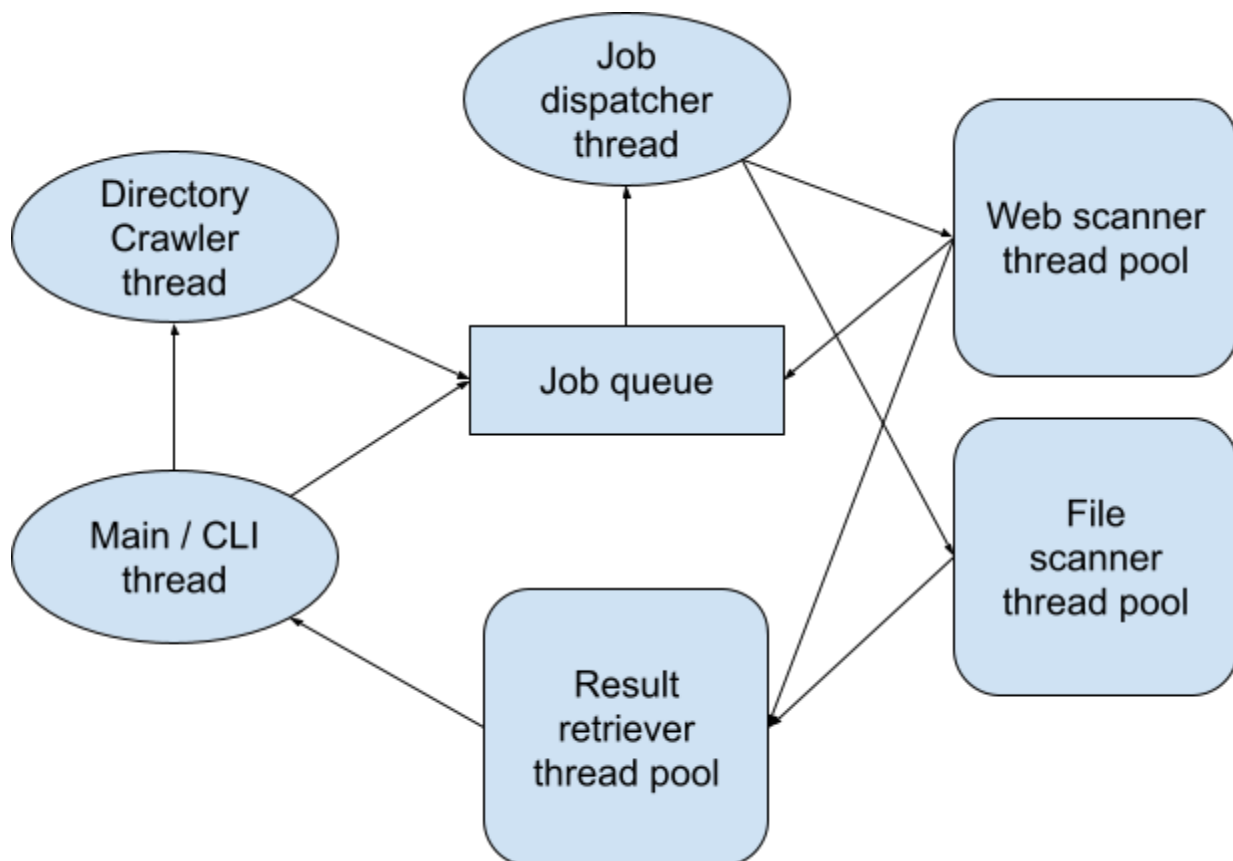 Job
dispatcher
thread
Directory
Crawler
thread
Web scanner
thread pool
Job queue
Main / CLI
thread
File
scanner
thread pool
Result
retriever
thread pool